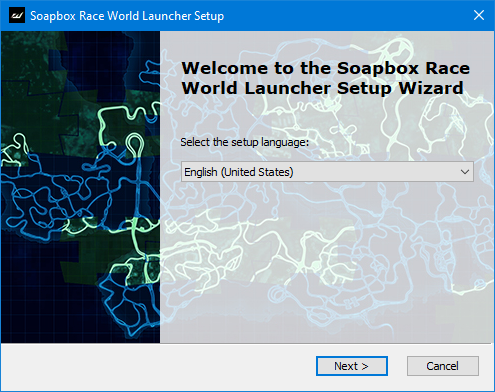 Soapbox Race World Launcher Setup
Welcome to the Soapbox Race
World Launcher Setup Wizard
Select the setup language:
English (United States)
Next >
Cancel